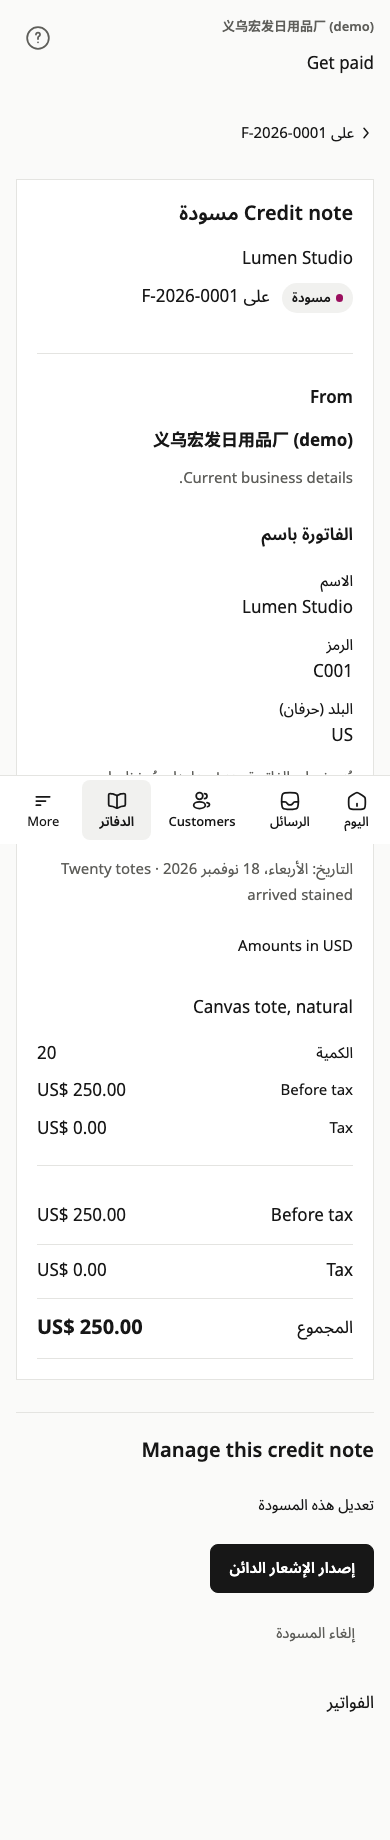 义乌宏发日用品厂 (demo)
Get paid
على F-2026-0001
Credit note مسودة
Lumen Studio
مسودة
على F-2026-0001
From
义乌宏发日用品厂 (demo)
Current business details.
الفاتورة باسم
الاسم
Lumen Studio
الرمز
C001
البلد (حرفان)
US
اليوم
الرسائل
Customers
الدفاتر
More
التاريخ: الأربعاء، 18 نوفمبر 2026 · Twenty totes
arrived stained
Amounts in USD
Canvas tote, natural
الكمية 20
Before tax US$ 250.00
Tax US$ 0.00
Before tax US$ 250.00
Tax US$ 0.00
المجموع US$ 250.00
Manage this credit note
تعديل هذه المسودة
إصدار الإشعار الدائن
إلغاء المسودة
الفواتير